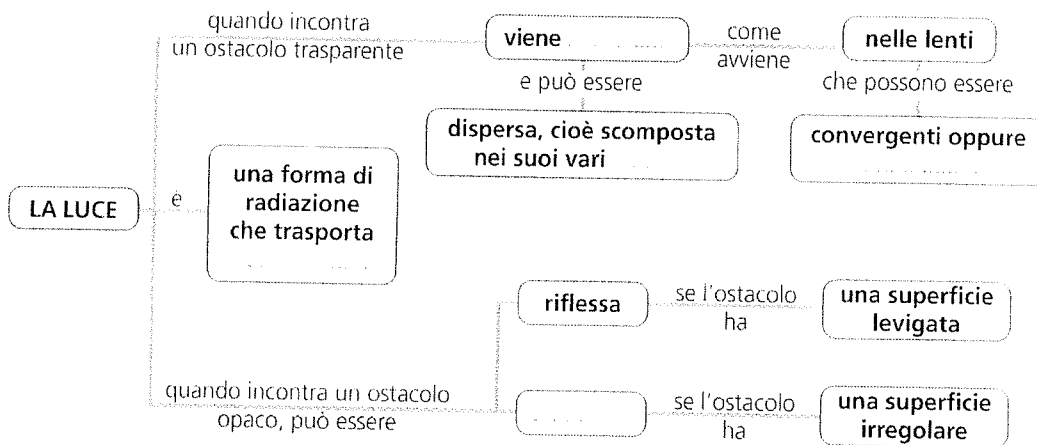 quando incontra
un ostacolo trasparente
viene
come
avviene
nelle lenti
e può essere
che possono essere
dispersa, cioè scomposta
nei suoi vari
convergenti oppure
LA LUCE
è
una forma di
radiazione
che trasporta
riflessa
se l'ostacolo
ha
una superficie
levigata
quando incontra un ostacolo
opaco, può essere
se l'ostacolo
ha
una superficie
irregolare